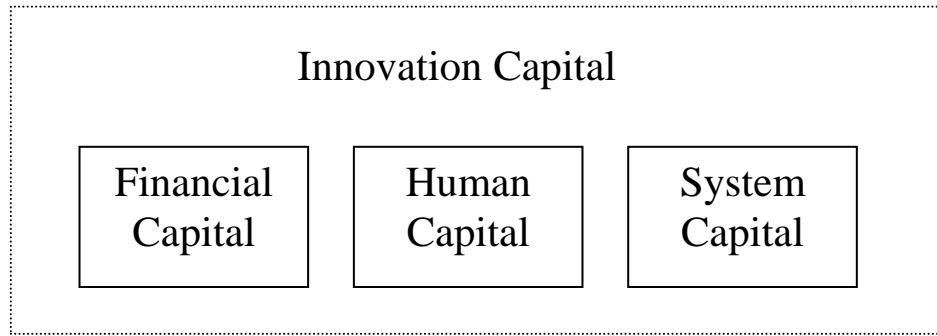 Innovation Capital
Financial
Capital
Human
Capital
System
Capital